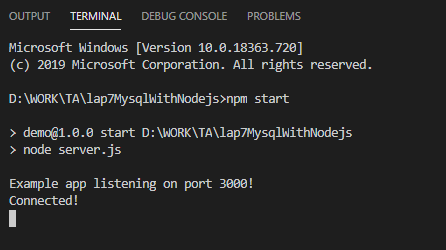 OUTPUT TERMINAL DEBUG CONSOLE PROBLEMS
Microsoft Windows [Version 10.0.18363.720]
(c) 2019 Microsoft Corporation. All rights reserved.
D:\WORK\TA\lap7MysqlWithNodejs>npm start
> demo@1.0.0 start D:\WORK\TA\lap7MysqlWithNodejs
> node server.js
Example app listening on port 3000!
Connected!